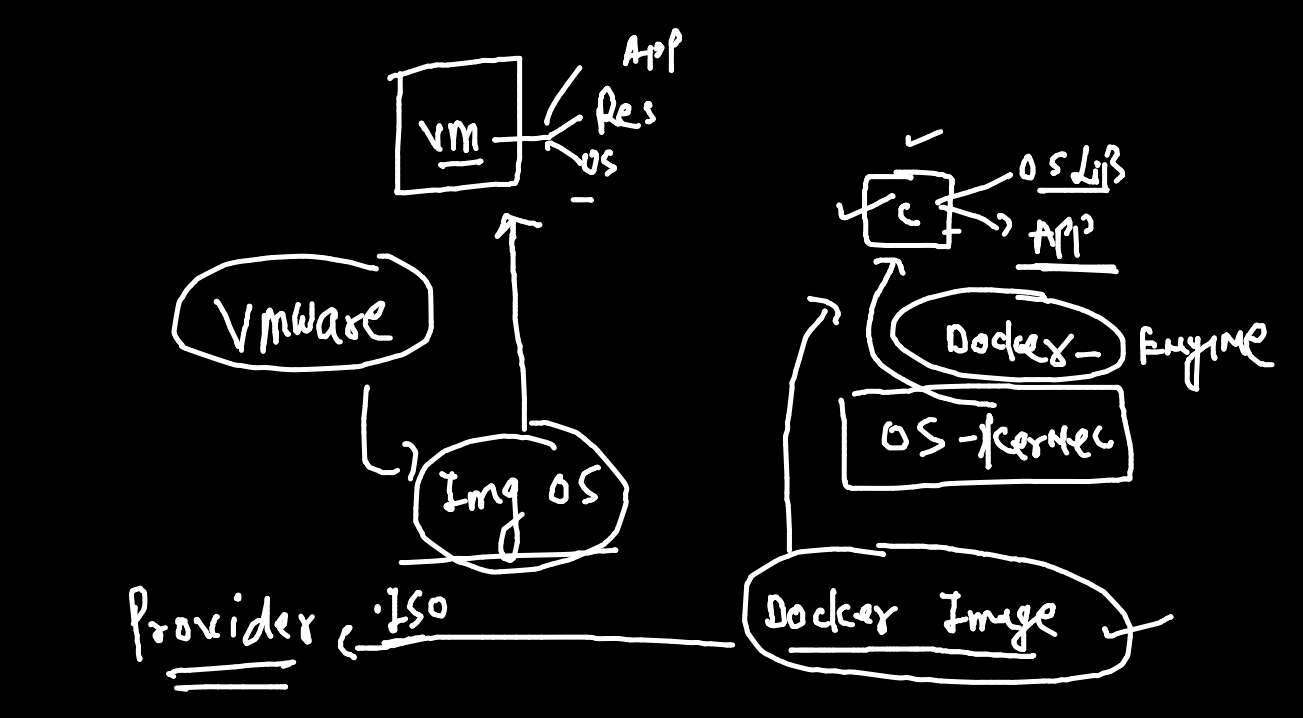 App
Res
VM
OS
OS Lib
C
App
VMware
Docker Engine
OS-Kernel
Img OS
.ISO
Provider
Docker Image